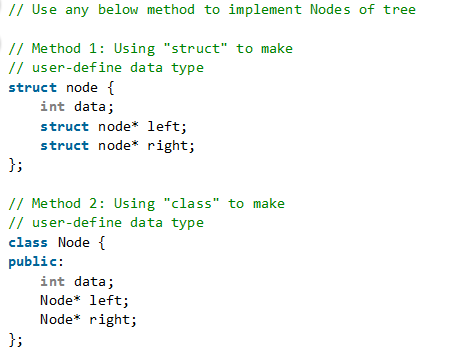 // Use any below method to implement Nodes of tree
// Method 1: Using "struct" to make
// user-define data type
struct node {
int data;
struct node* left;
struct node* right;
};
// Method 2: Using "class" to make
// user-define data type
class Node {
public:
int data;
Node* left;
Node* right;
};